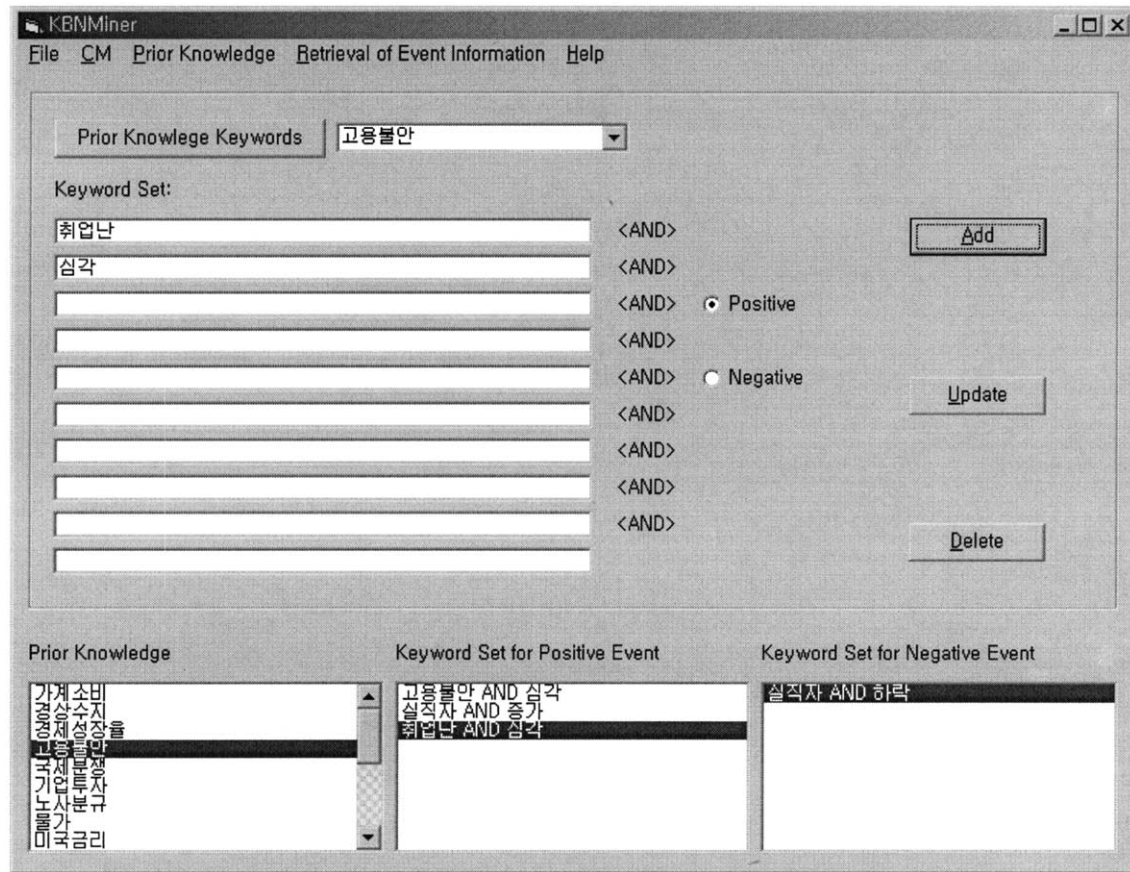 KBNMiner
File CM Prior Knowledge Retrieval of Event Information Help
Prior Knowlege Keywords 고용불안
Keyword Set:
취업난 <AND> Add
심각 <AND>
<AND> Positive
<AND>
<AND> Negative
Update
<AND>
<AND>
<AND>
<AND>
Delete
Prior Knowledge
가계소비
경상수지
경제성장율
고용불안
국제분쟁
기업투자
노사분규
물가
미국금리
Keyword Set for Positive Event
고용불안 AND 심각
실직자 AND 증가
취업난 AND 심각
Keyword Set for Negative Event
실직자 AND 하락